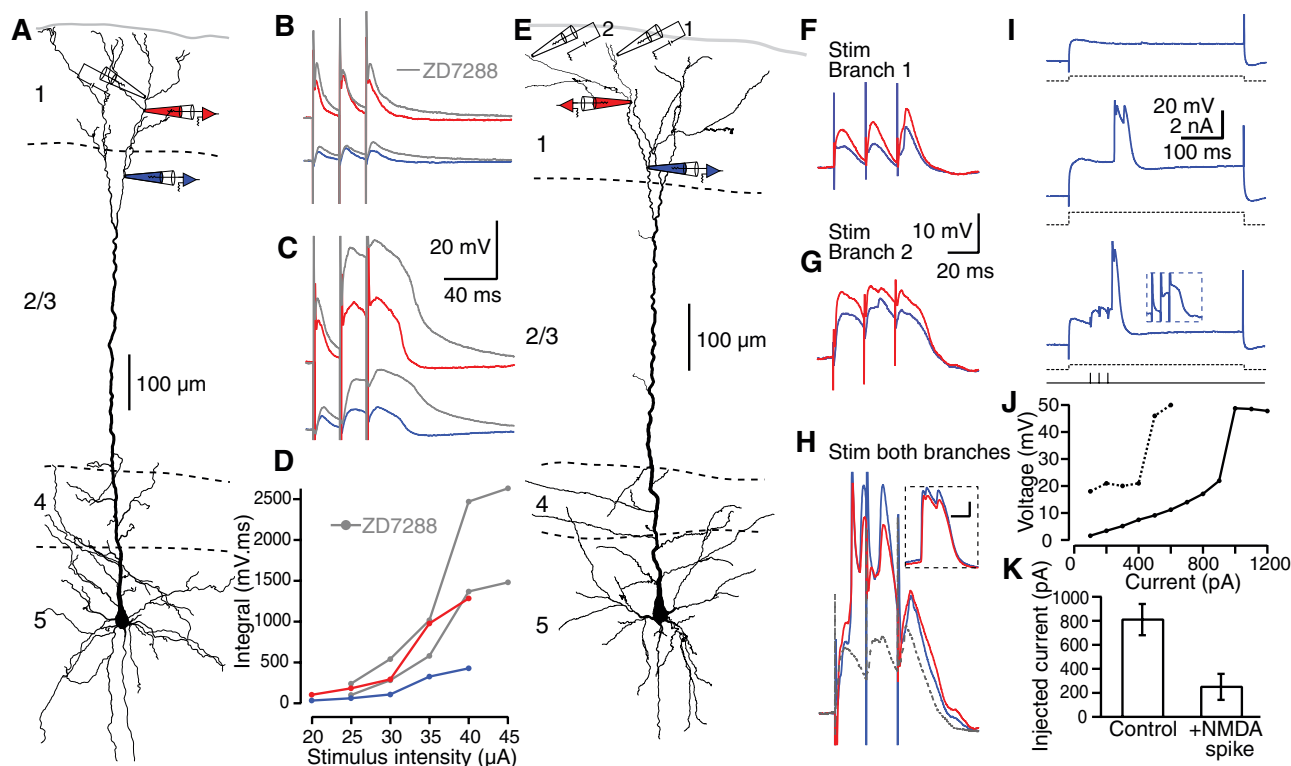 A
1
2/3
100 µm
4
5
B
ZD7288
C
20 mV
40 ms
D
Integral (mV.ms)
2500
2000
1500
1000
500
0
ZD7288
20 25 30 35 40 45
Stimulus intensity (µA)
E
2
1
1
2/3
100 µm
4
5
F
Stim
Branch 1
G
Stim
Branch 2
10 mV
20 ms
H
Stim both branches
I
20 mV
2 nA
100 ms
J
Voltage (mV)
50
40
30
20
10
0
0 400 800 1200
Current (pA)
K
Injected current (pA)
1000
800
600
400
200
0
Control
+NMDA
spike